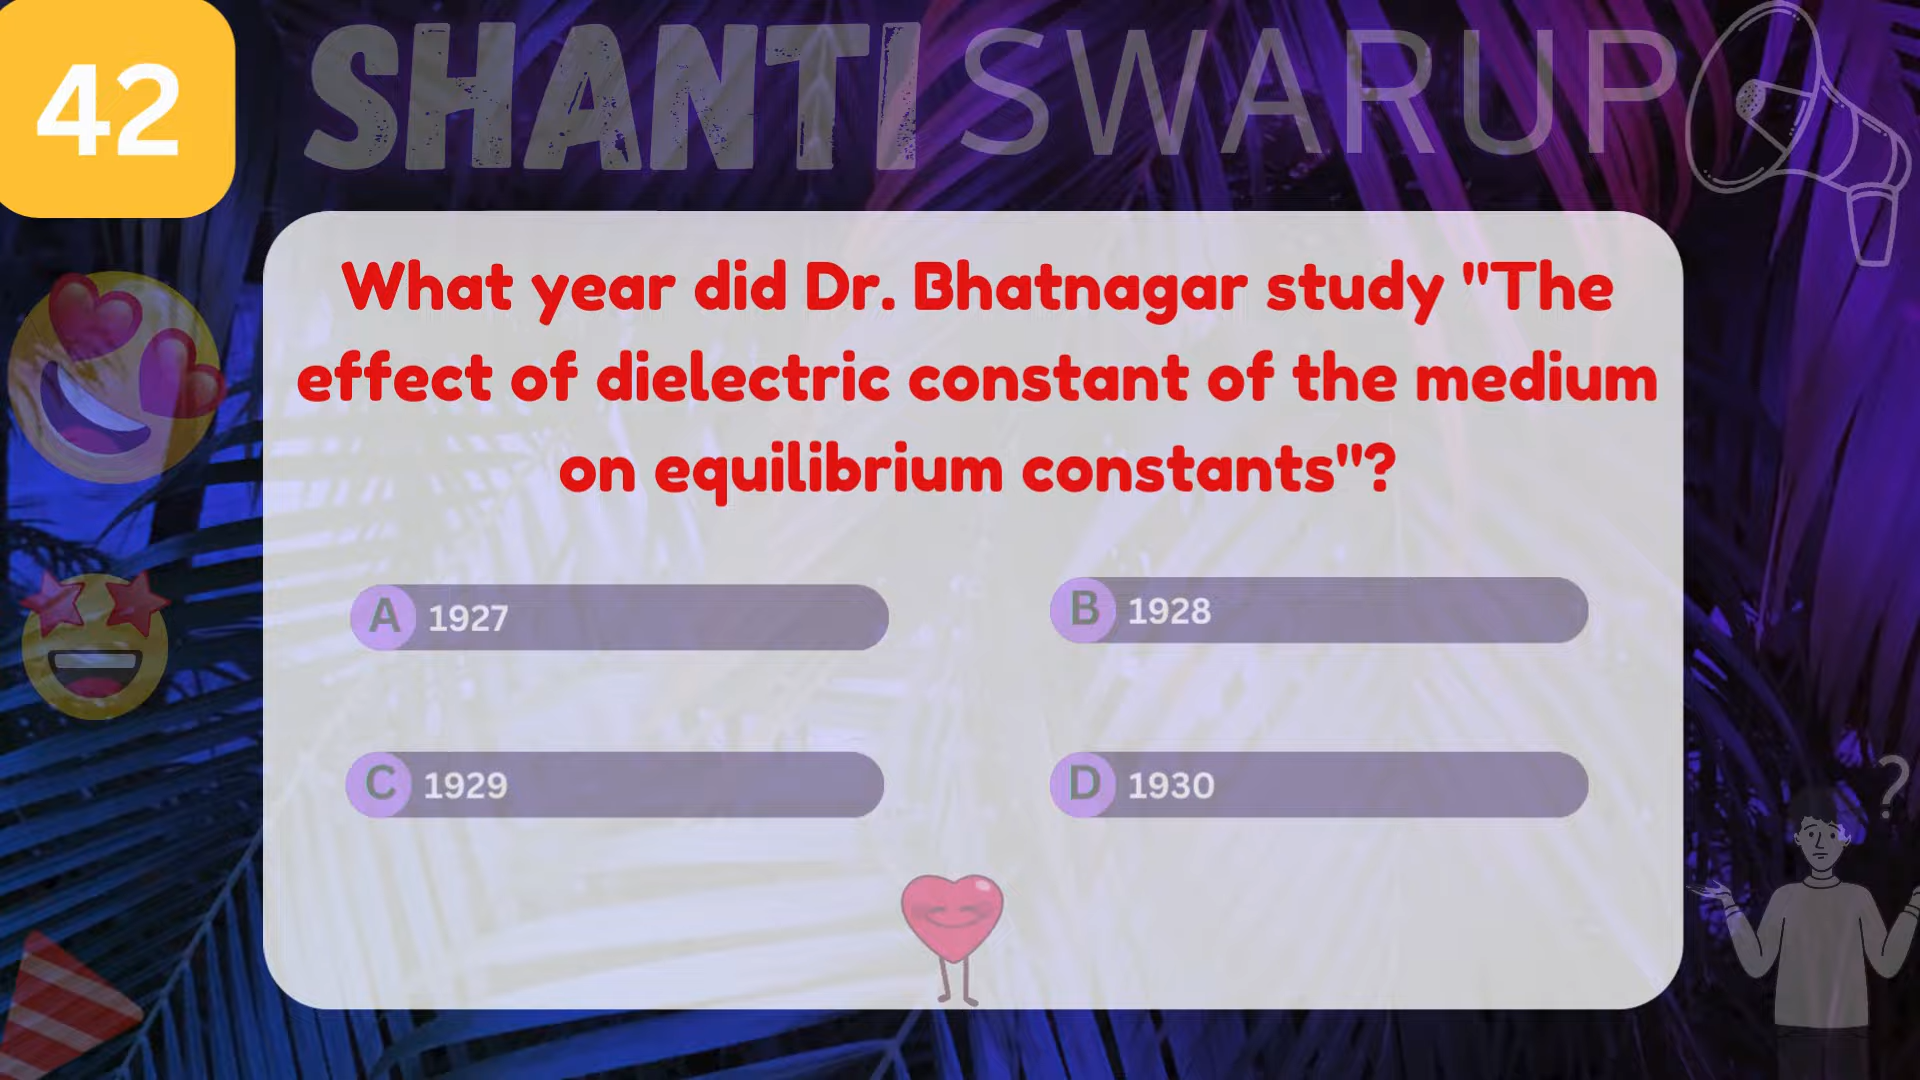 42
SHANTI SWARUP
What year did Dr. Bhatnagar study "The
effect of dielectric constant of the medium
on equilibrium constants"?
A 1927
B 1928
C 1929
D 1930
?